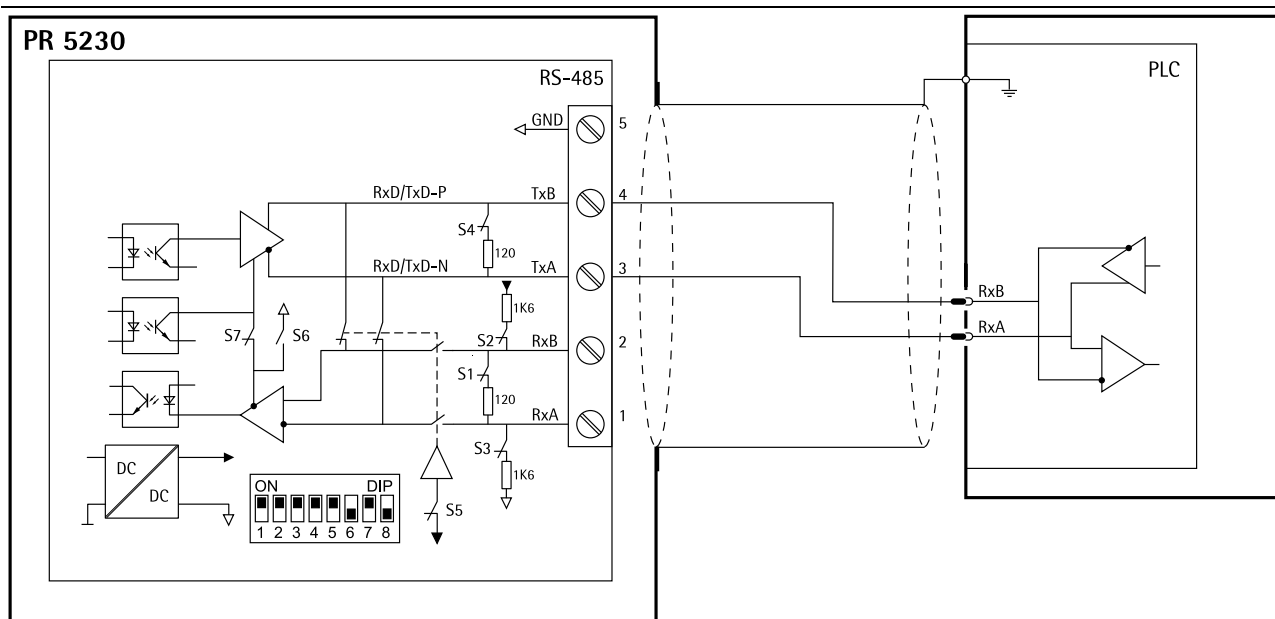 PR 5230
RS-485
PLC
GND
5
RxD/TxD-P
TxB
4
S4
120
RxD/TxD-N
TxA
3
1K6
S7
S6
S2
RxB
2
S1
120
RxA
1
S3
1K6
S5
DC
DC
ON DIP
1 2 3 4 5 6 7 8
RxB
RxA